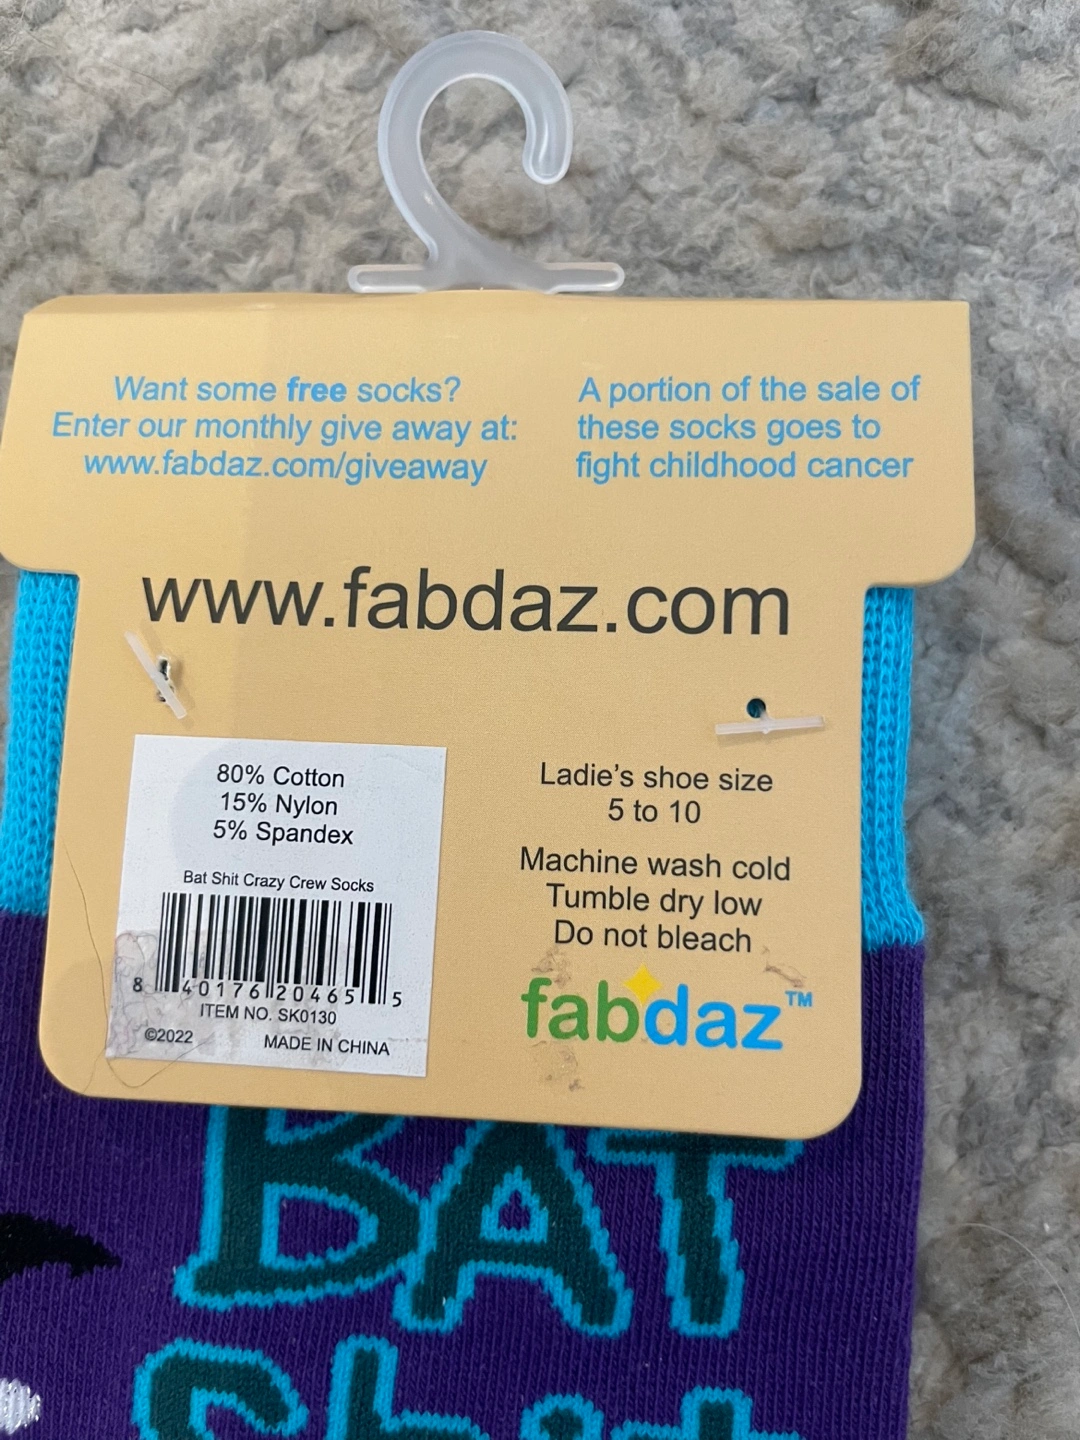 Want some free socks?
Enter our monthly give away at:
www.fabdaz.com/giveaway
A portion of the sale of
these socks goes to
fight childhood cancer
www.fabdaz.com
80% Cotton
15% Nylon
5% Spandex
Bat Shit Crazy Crew Socks
8 40176 20465 5
ITEM NO. SK0130
©2022 MADE IN CHINA
Ladie's shoe size
5 to 10
Machine wash cold
Tumble dry low
Do not bleach
fabdaz™
BAT
Shit